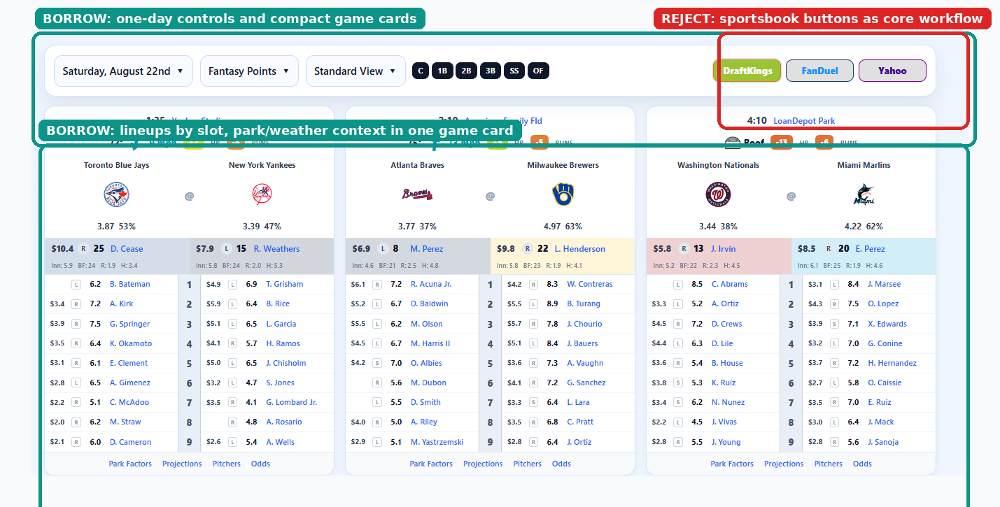 BORROW: one-day controls and compact game cards
REJECT: sportsbook buttons as core workflow
Saturday, August 22nd ▼ Fantasy Points ▼ Standard View ▼ C 1B 2B 3B SS OF DraftKings FanDuel Yahoo
4:10 LoanDepot Park
BORROW: lineups by slot, park/weather context in one game card
Roof -13 HR -6 RUNS
Toronto Blue Jays New York Yankees Atlanta Braves Milwaukee Brewers Washington Nationals Miami Marlins
@ @ @
3.87 53% 3.39 47% 3.77 37% 4.97 63% 3.44 38% 4.22 62%
$10.4 R 25 D. Cease $7.9 L 15 R. Weathers $6.9 L 8 M. Perez $9.8 R 22 L. Henderson $5.8 R 13 J. Irvin $8.5 R 20 E. Perez
Inn: 5.9 BF: 24 R: 1.9 H: 3.4 Inn: 5.8 BF: 24 R: 2.0 H: 5.3 Inn: 4.6 BF: 21 R: 2.5 H: 4.8 Inn: 5.8 BF: 23 R: 1.9 H: 4.1 Inn: 5.2 BF: 22 R: 2.3 H: 4.5 Inn: 6.1 BF: 25 R: 1.9 H: 4.6
L 6.2 B. Bateman 1 $4.9 L 6.9 T. Grisham $6.1 R 7.2 R. Acuna Jr. 1 $4.2 R 8.3 W. Contreras L 8.5 C. Abrams 1 $3.1 L 8.4 J. Marsee
$3.4 R 7.2 A. Kirk 2 $5.9 L 6.4 B. Rice $5.2 L 6.7 D. Baldwin 2 $5.5 L 8.9 B. Turang $3.3 L 5.2 A. Ortiz 2 $4.3 R 7.5 O. Lopez
$3.9 R 7.5 G. Springer 3 $5.1 L 6.5 L. Garcia $5.5 L 6.2 M. Olson 3 $5.7 R 7.8 J. Chourio $4.5 R 7.2 D. Crews 3 $3.9 S 7.1 X. Edwards
$3.5 R 6.4 K. Okamoto 4 $4.1 R 5.7 H. Ramos $4.5 L 6.7 M. Harris II 4 $5.1 L 8.4 J. Bauers $4.4 L 6.3 D. Lile 4 $3.2 L 7.0 G. Conine
$3.1 R 6.1 E. Clement 5 $5.0 L 6.5 J. Chisholm $4.2 S 7.0 O. Albies 5 $3.6 R 7.3 A. Vaughn $3.6 R 5.4 B. House 5 $3.7 R 7.2 H. Hernandez
$2.8 L 6.5 A. Gimenez 6 $3.2 L 4.7 S. Jones R 5.6 M. Dubon 6 $4.1 R 7.2 G. Sanchez $3.8 S 5.3 K. Ruiz 6 $2.7 L 5.8 O. Caissie
$2.2 R 5.1 C. McAdoo 7 $3.5 R 4.1 G. Lombard Jr. L 5.5 D. Smith 7 $3.3 S 6.4 L. Lara $3.4 S 6.2 N. Nunez 7 $3.5 R 7.0 E. Ruiz
$2.0 R 6.2 M. Straw 8 R 4.8 A. Rosario $4.0 R 5.0 A. Riley 8 $3.5 R 6.8 C. Pratt $2.2 L 4.5 J. Vivas 8 $3.0 L 6.4 J. Mack
$2.1 R 6.0 D. Cameron 9 $2.6 L 5.4 A. Wells $2.9 L 5.1 M. Yastrzemski 9 $2.8 R 6.4 J. Ortiz $2.8 R 5.5 J. Young 9 $2.8 R 5.6 J. Sanoja
Park Factors Projections Pitchers Odds Park Factors Projections Pitchers Odds Park Factors Projections Pitchers Odds